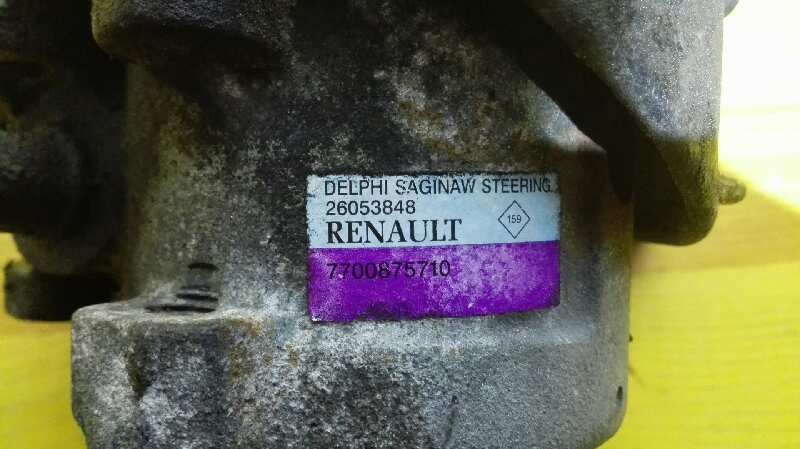 DELPHI SAGINAW STEERING
26053848
RENAULT 159
7700875710